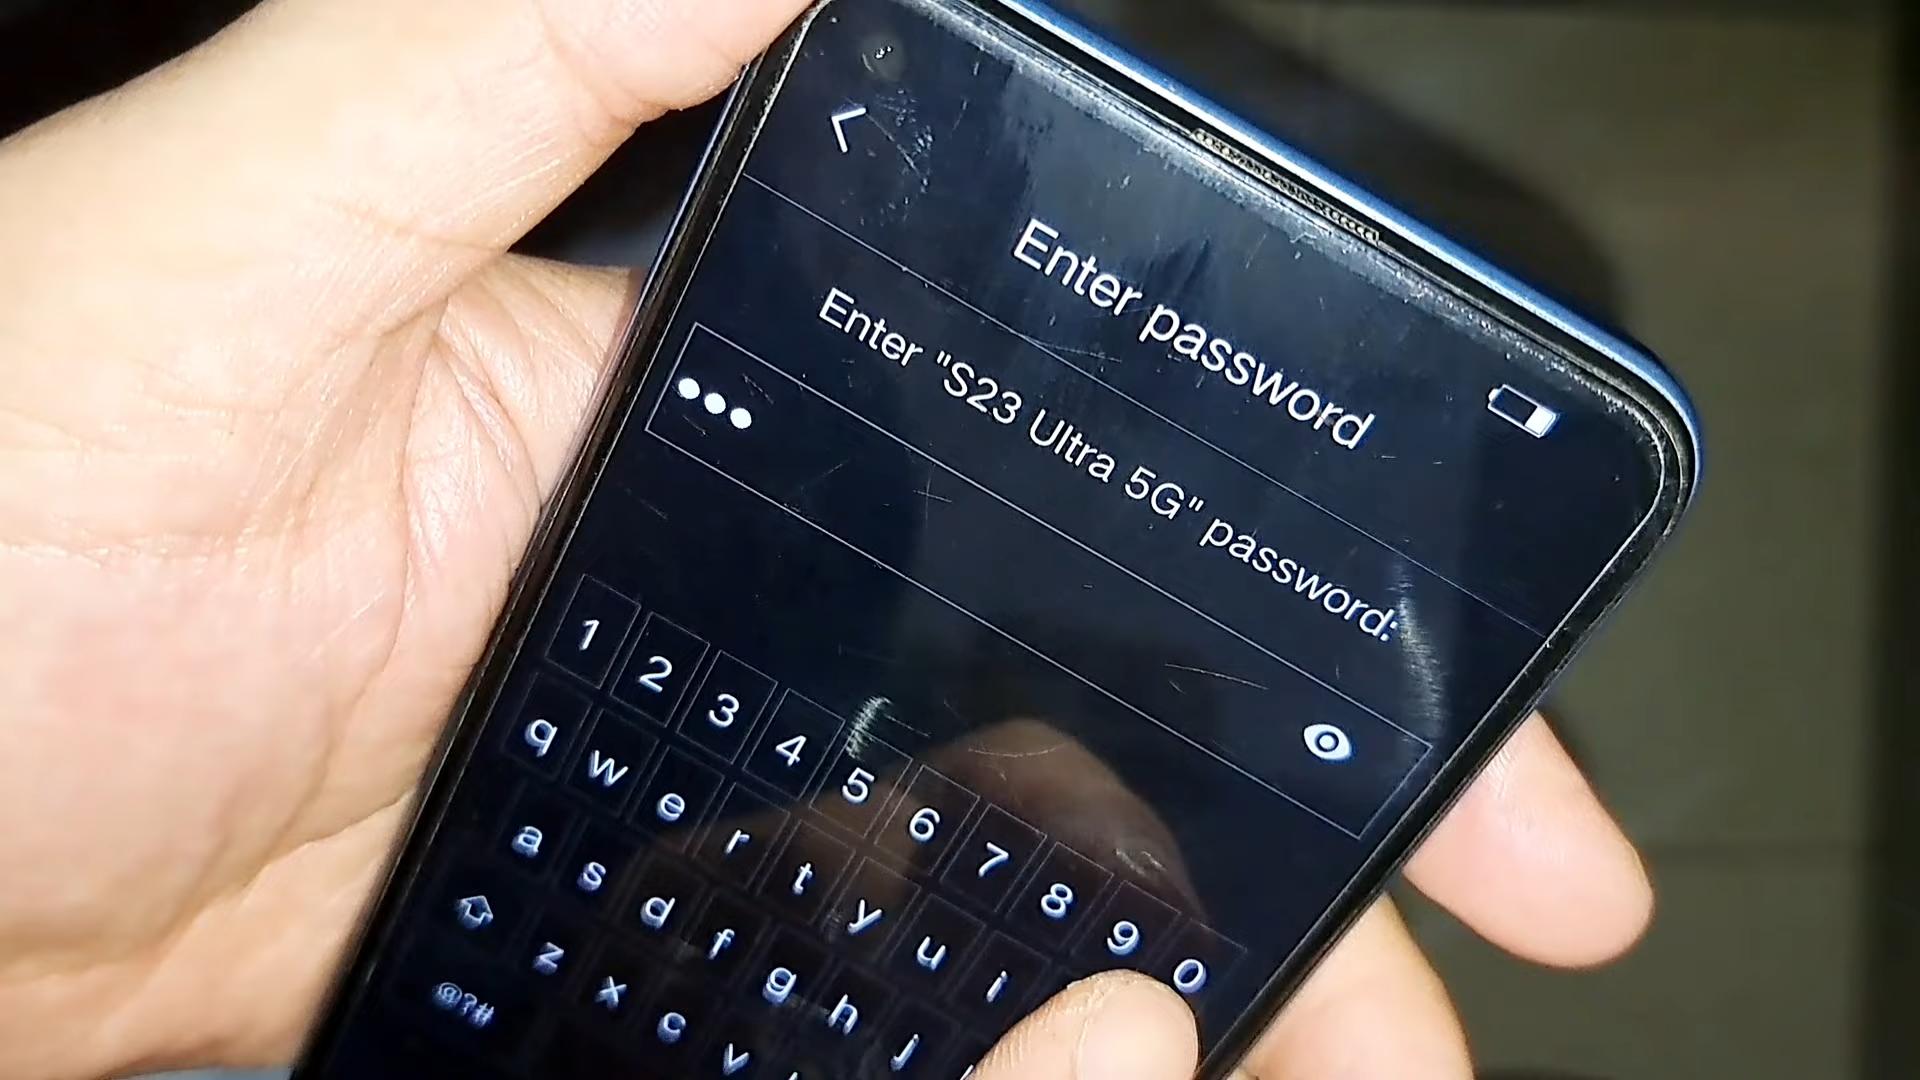 Enter password
Enter "S23 Ultra 5G" password:
1 2 3 4 5 6 7 8 9 0
q w e r t y u i
a s d f g h j
z x c v
@?#